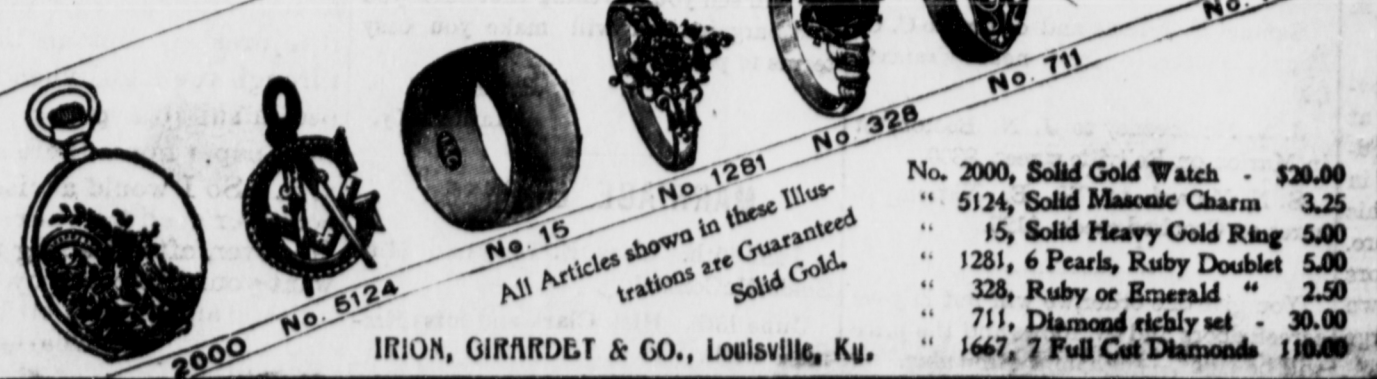 2000
No. 5124
No. 15
No 1281
No 328
No. 711
No.
All Articles shown in these Illus-
trations are Guaranteed
Solid Gold.
IRION, GIRARDET & CO., Louisville, Ky.
No. 2000, Solid Gold Watch - $20.00
" 5124, Solid Masonic Charm 3.25
" 15, Solid Heavy Gold Ring 5.00
" 1281, 6 Pearls, Ruby Doublet 5.00
" 328, Ruby or Emerald " 2.50
" 711, Diamond richly set - 30.00
" 1667, 7 Full Cut Diamonds 110.00